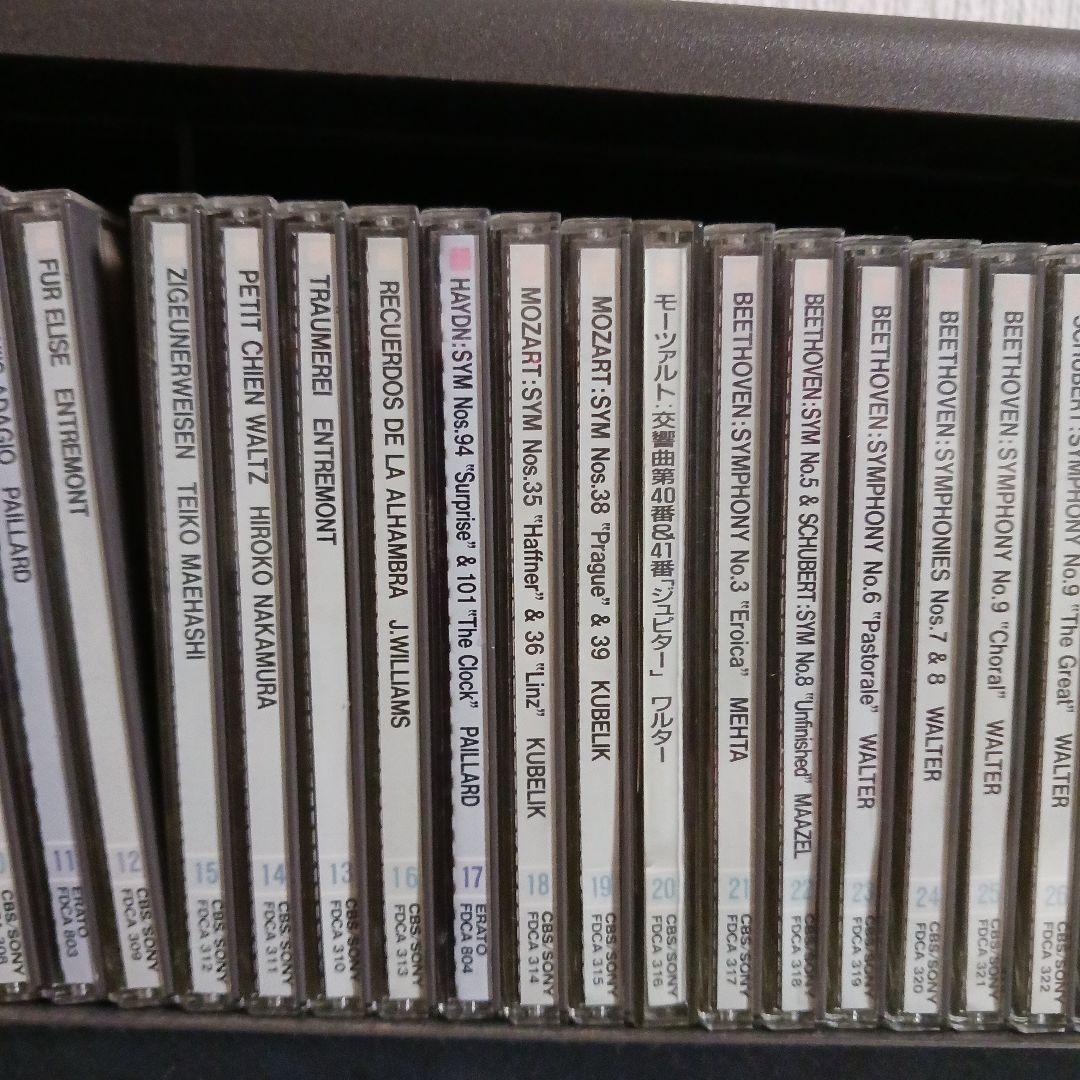 CBS/SONY
308
ADAGIO PAILLARD
11
ERATO
FDCA 803
FUR ELISE ENTREMONT
12
CBS/SONY
FDCA 309
ZIGEUNERWEISEN TEIKO MAEHASHI
15
CBS/SONY
FDCA 312
PETIT CHIEN WALTZ HIROKO NAKAMURA
14
CBS/SONY
FDCA 311
TRAUMEREI ENTREMONT
13
CBS/SONY
FDCA 310
RECUERDOS DE LA ALHAMBRA J.WILLIAMS
16
CBS/SONY
FDCA 313
HAYDN:SYM Nos.94 "Surprise" & 101 "The Clock" PAILLARD
17
ERATO
FDCA 804
MOZART:SYM Nos.35 "Haffner" & 36 "Linz" KUBELIK
18
CBS/SONY
FDCA 314
MOZART:SYM Nos.38 "Prague" & 39 KUBELIK
19
CBS/SONY
FDCA 315
モーツァルト:交響曲第40番&41番「ジュピター」 ワルター
20
CBS/SONY
FDCA 316
BEETHOVEN:SYMPHONY No.3 "Eroica" MEHTA
21
CBS/SONY
FDCA 317
BEETHOVEN:SYM No.5 & SCHUBERT:SYM No.8 "Unfinished" MAAZEL
22
CBS/SONY
FDCA 318
BEETHOVEN:SYMPHONY No.6 "Pastorale" WALTER
23
CBS/SONY
FDCA 319
BEETHOVEN:SYMPHONIES Nos.7 & 8 WALTER
24
CBS/SONY
FDCA 320
BEETHOVEN:SYMPHONY No.9 "Choral" WALTER
25
CBS/SONY
FDCA 321
SCHUBERT:SYMPHONY No.9 "The Great" WALTER
26
CBS/SONY
FDCA 322